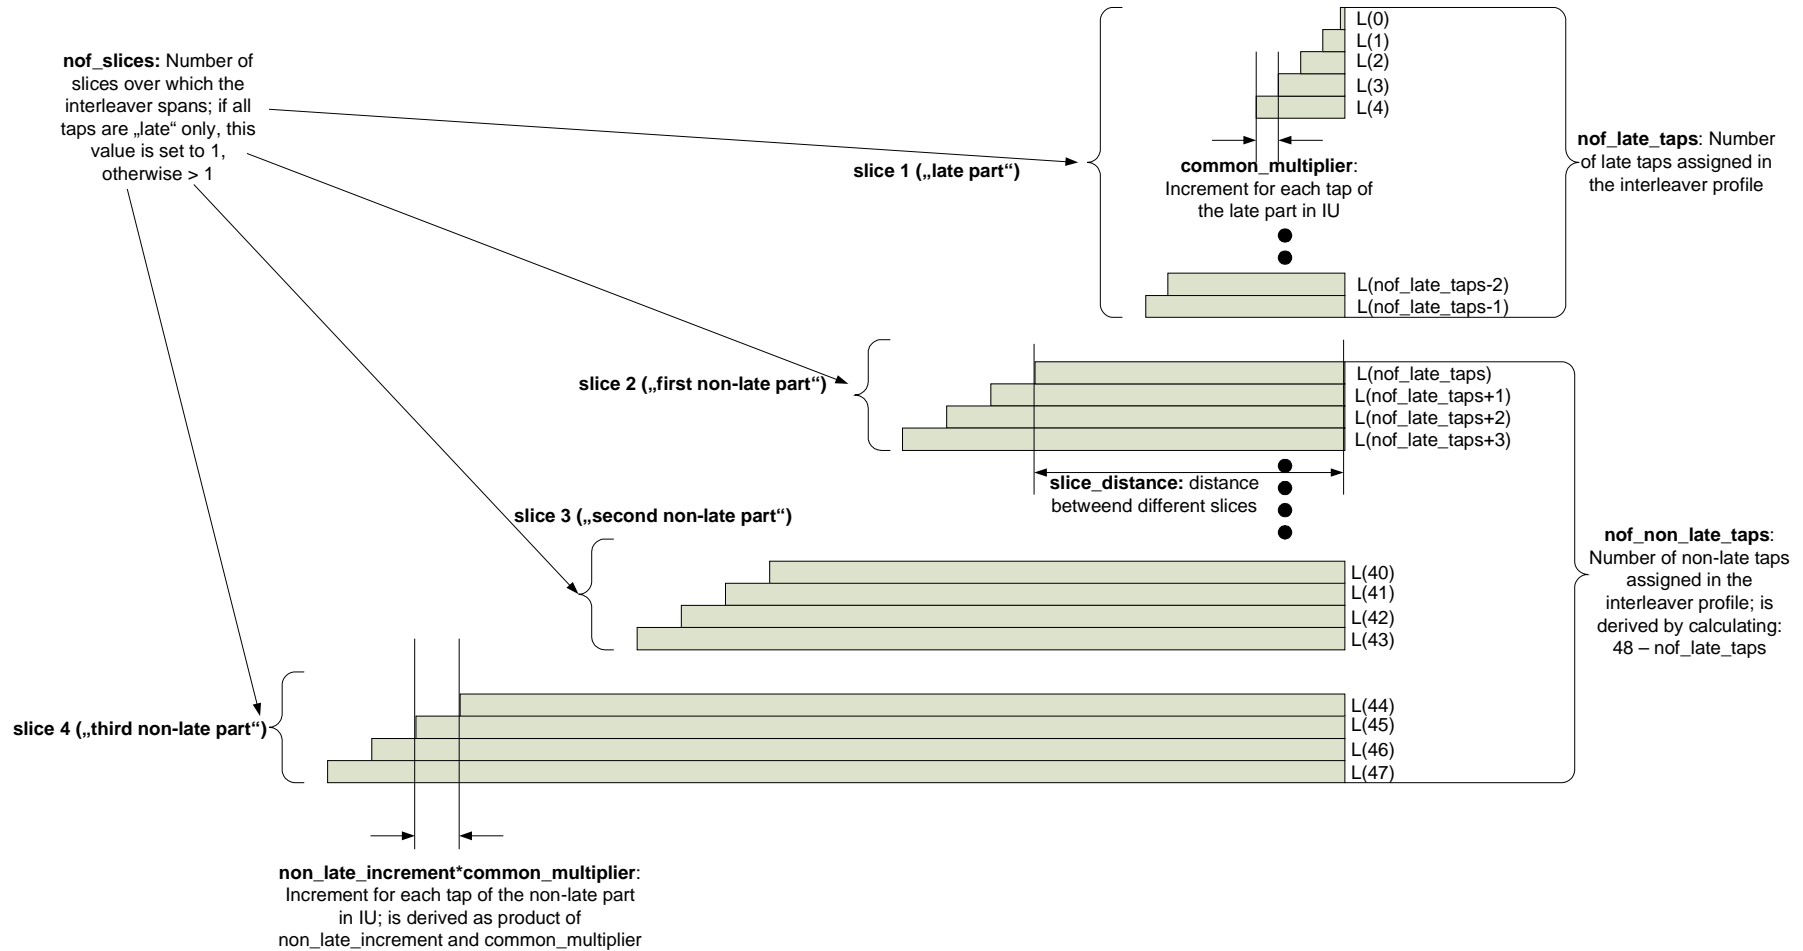 nof_slices: Number of
slices over which the
interleaver spans; if all
taps are „late“ only, this
value is set to 1,
otherwise > 1
slice 1 („late part“)
L(0)
L(1)
L(2)
L(3)
L(4)
common_multiplier:
Increment for each tap of
the late part in IU
L(nof_late_taps-2)
L(nof_late_taps-1)
nof_late_taps: Number
of late taps assigned in
the interleaver profile
slice 2 („first non-late part“)
L(nof_late_taps)
L(nof_late_taps+1)
L(nof_late_taps+2)
L(nof_late_taps+3)
slice_distance: distance
betweend different slices
slice 3 („second non-late part“)
L(40)
L(41)
L(42)
L(43)
nof_non_late_taps:
Number of non-late taps
assigned in the
interleaver profile; is
derived by calculating:
48 – nof_late_taps
slice 4 („third non-late part“)
L(44)
L(45)
L(46)
L(47)
non_late_increment*common_multiplier:
Increment for each tap of the non-late part
in IU; is derived as product of
non_late_increment and common_multiplier